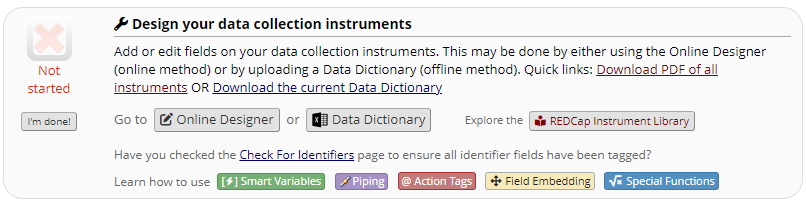 Design your data collection instruments
Not
started
I'm done!
Add or edit fields on your data collection instruments. This may be done by either using the Online Designer
(online method) or by uploading a Data Dictionary (offline method). Quick links: Download PDF of all
instruments OR Download the current Data Dictionary
Go to Online Designer or Data Dictionary Explore the REDCap Instrument Library
Have you checked the Check For Identifiers page to ensure all identifier fields have been tagged?
Learn how to use [⚡] Smart Variables Piping @ Action Tags Field Embedding √x Special Functions